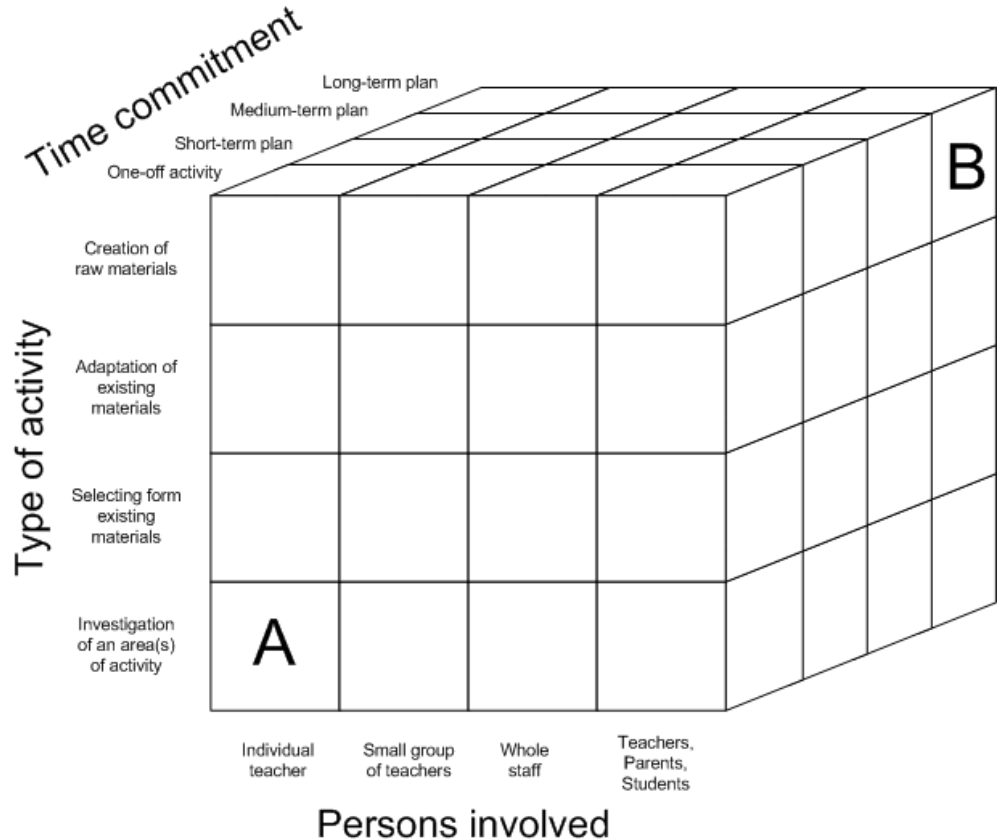 Time commitment
Long-term plan
Medium-term plan
Short-term plan
One-off activity
B
Type of activity
Creation of
raw materials
Adaptation of
existing
materials
Selecting form
existing
materials
Investigation
of an area(s)
of activity
A
Individual
teacher
Small group
of teachers
Whole
staff
Teachers,
Parents,
Students
Persons involved